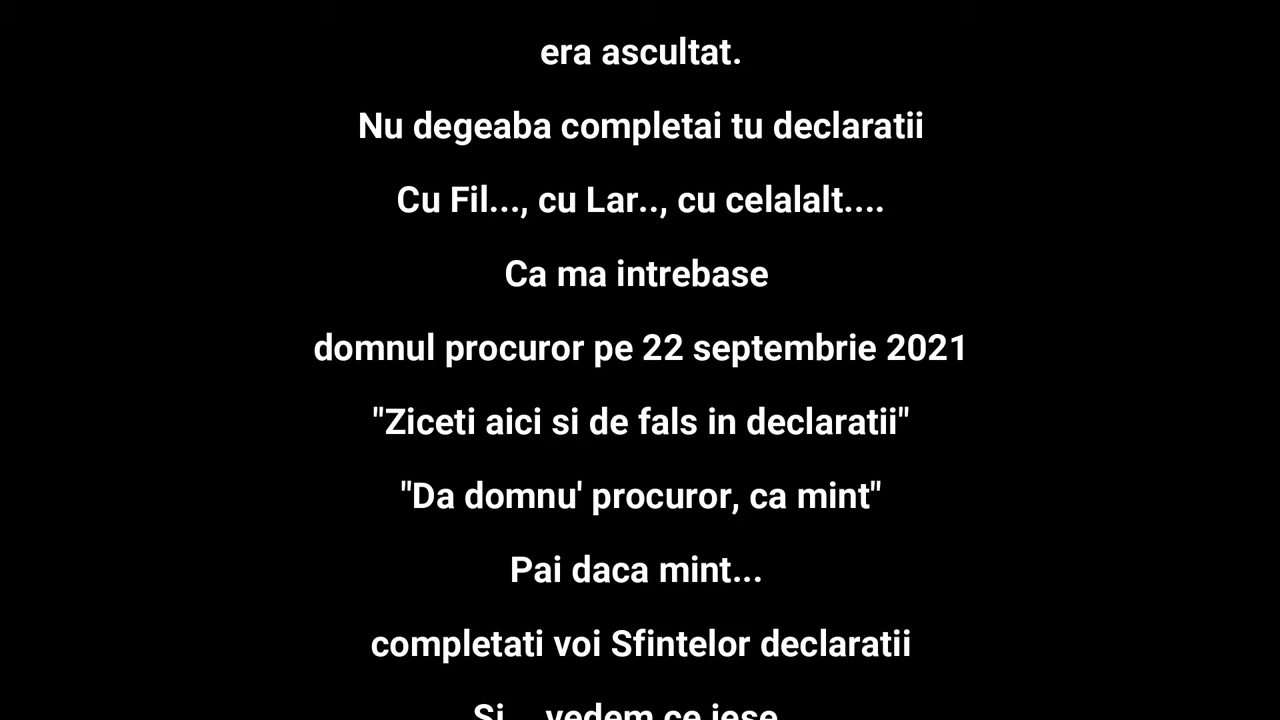 era ascultat.
Nu degeaba completai tu declaratii
Cu Fil..., cu Lar.., cu celalalt....
Ca ma intrebase
domnul procuror pe 22 septembrie 2021
"Ziceti aici si de fals in declaratii"
"Da domnu' procuror, ca mint"
Pai daca mint...
completati voi Sfintelor declaratii
Si... vedem ce iese